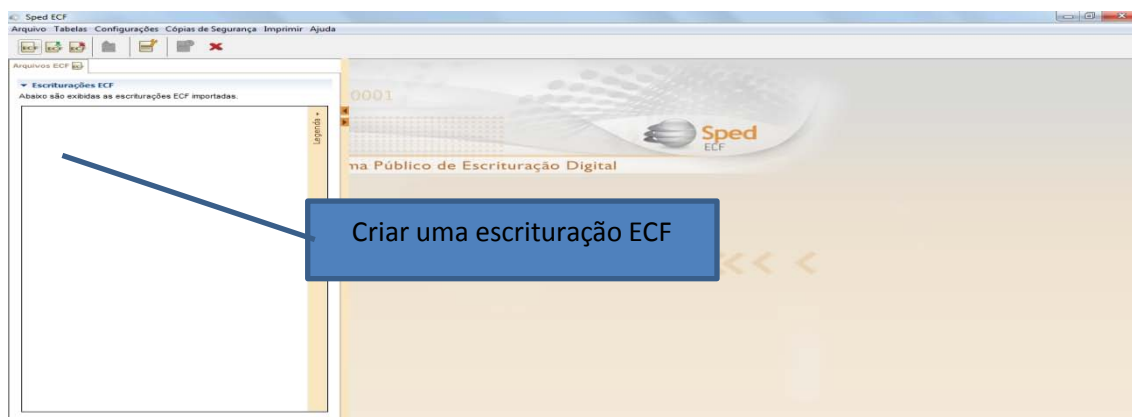 Sped ECF
Arquivo Tabelas Configurações Cópias de Segurança Imprimir Ajuda
Arquivos ECF
Escriturações ECF
Abaixo são exibidas as escriturações ECF importadas.
Legenda
0001
Sped
ECF
ma Público de Escrituração Digital
Criar uma escrituração ECF